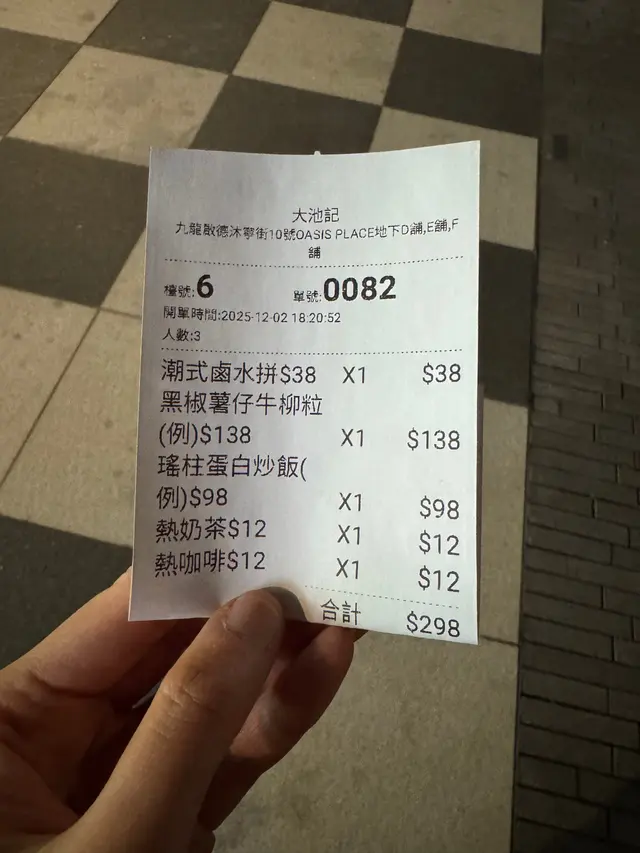 大池記
九龍啟德沐寧街10號OASIS PLACE地下D舖,E舖,F
舖
檯號:6 單號:0082
開單時間:2025-12-02 18:20:52
人數:3
潮式鹵水拼$38 X1 $38
黑椒薯仔牛柳粒
(例)$138 X1 $138
瑤柱蛋白炒飯(
例)$98 X1 $98
熱奶茶$12 X1 $12
熱咖啡$12 X1 $12
合計 $298